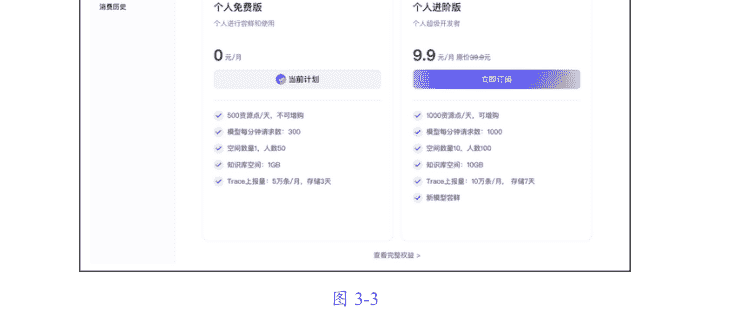 消费历史
个人免费版
个人进行尝鲜和使用
0 元/月
当前计划
500资源点/天，不可增购
模型每分钟请求数：300
空间数量1，人数50
知识库空间：1GB
Trace上报量：5万条/月，存储3天
个人进阶版
个人超级开发者
9.9 元/月 原价39.9元
立即订阅
1000资源点/天，可增购
模型每分钟请求数：1000
空间数量10，人数100
知识库空间：10GB
Trace上报量：10万条/月， 存储7天
新模型尝鲜
查看完整权益 >
图 3-3